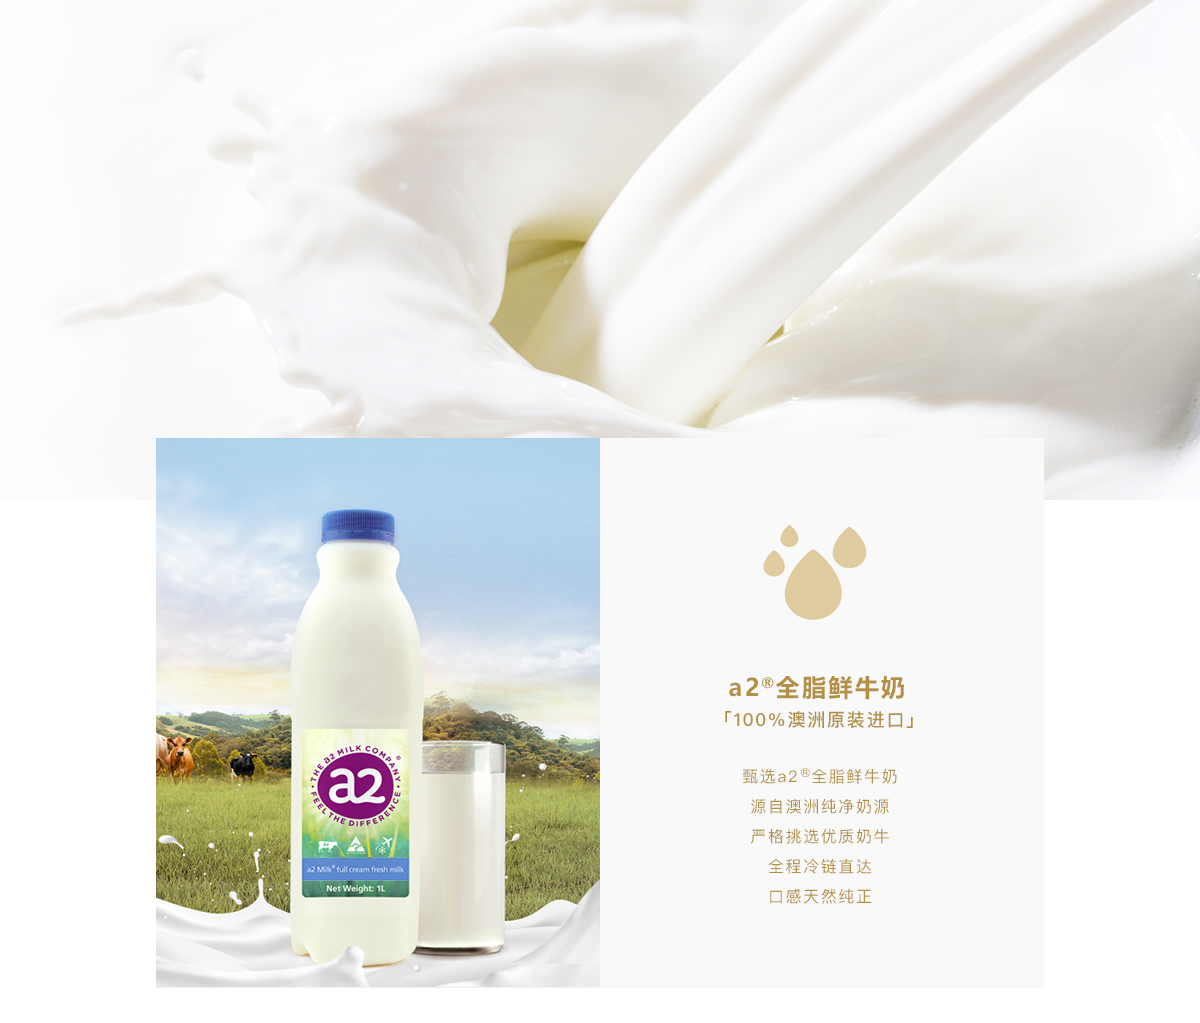 THE a2 MILK COMPANY ®
a2
FEEL THE DIFFERENCE
a2 Milk® full cream fresh milk
Net Weight: 1L
a2®全脂鲜牛奶
「100%澳洲原装进口」
甄选a2®全脂鲜牛奶
源自澳洲纯净奶源
严格挑选优质奶牛
全程冷链直达
口感天然纯正